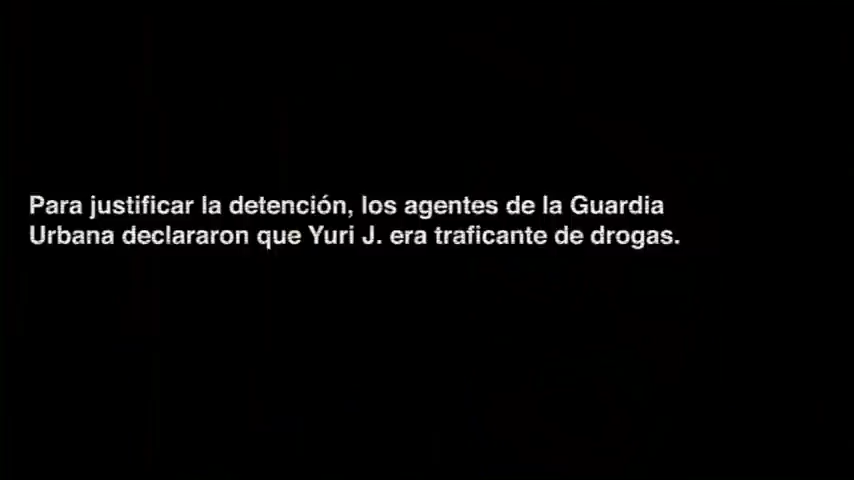 Para justificar la detención, los agentes de la Guardia
Urbana declararon que Yuri J. era traficante de drogas.